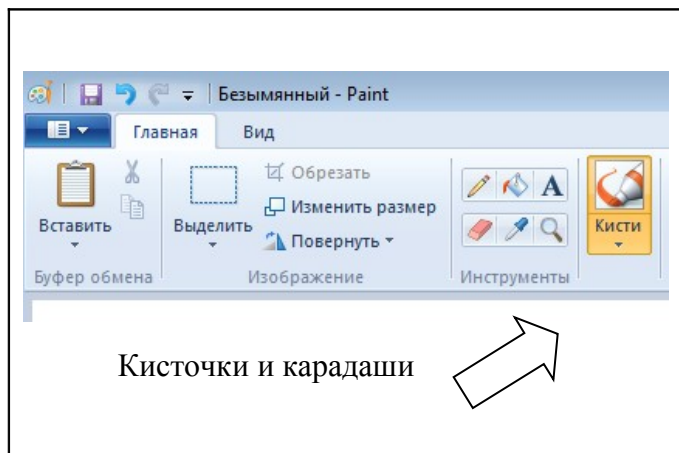 Безымянный - Paint
Главная Вид
Вставить
Буфер обмена
Выделить
Обрезать
Изменить размер
Повернуть
Изображение
A
Инструменты
Кисти
Кисточки и карадаши